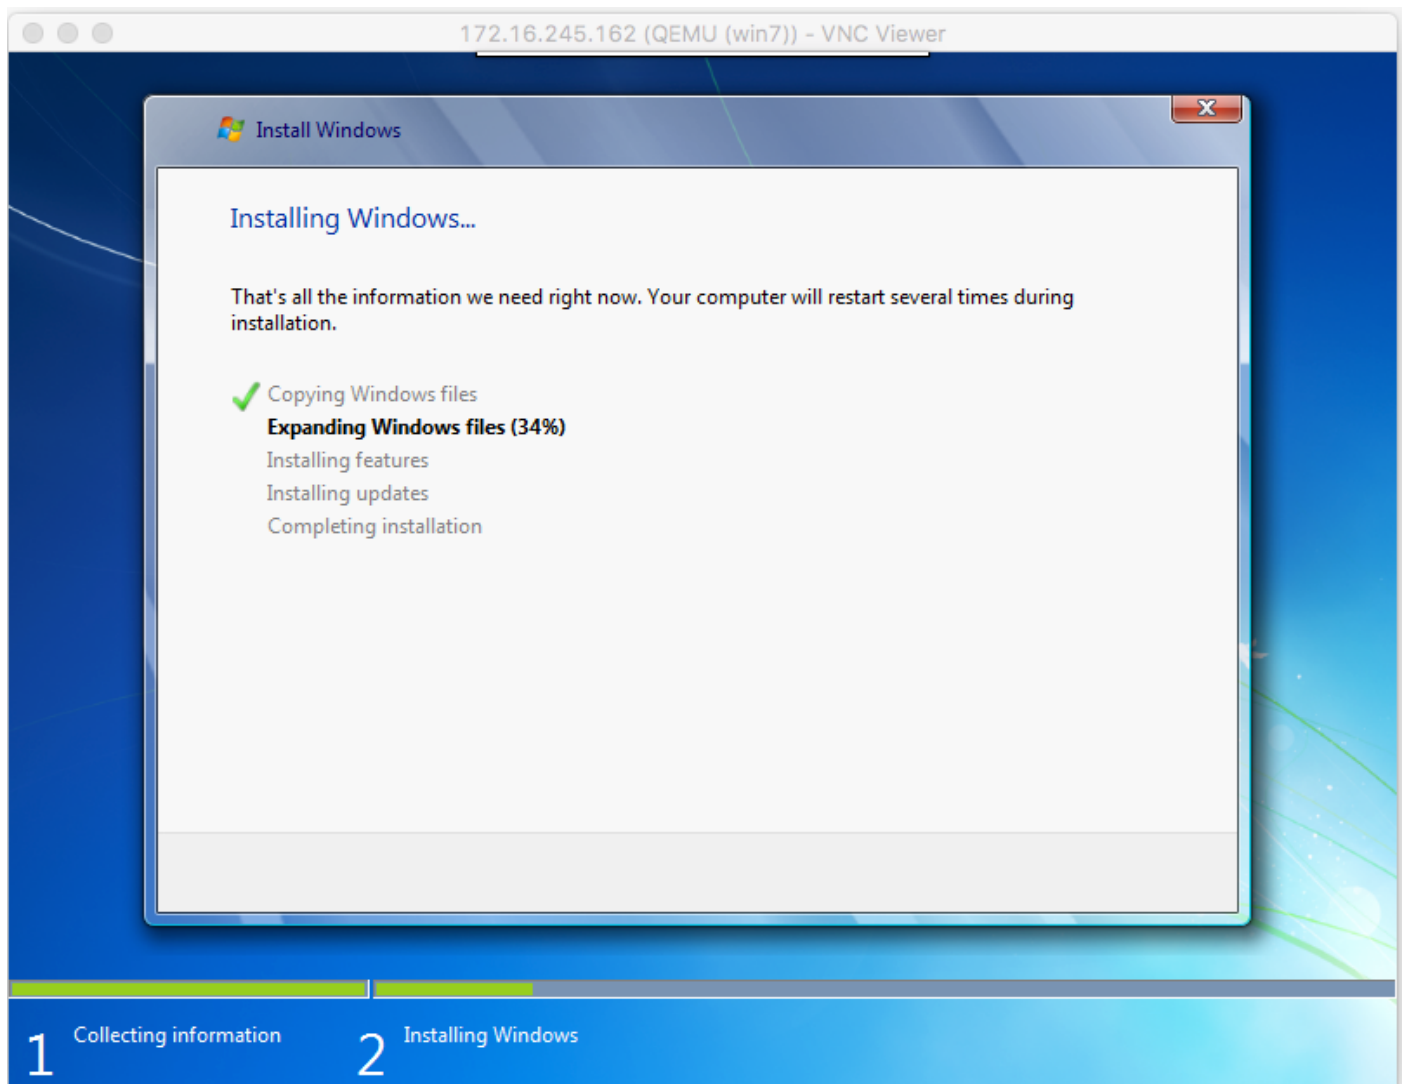 172.16.245.162 (QEMU (win7)) - VNC Viewer
Install Windows
Installing Windows...
That's all the information we need right now. Your computer will restart several times during
installation.
Copying Windows files
Expanding Windows files (34%)
Installing features
Installing updates
Completing installation
1 Collecting information 2 Installing Windows